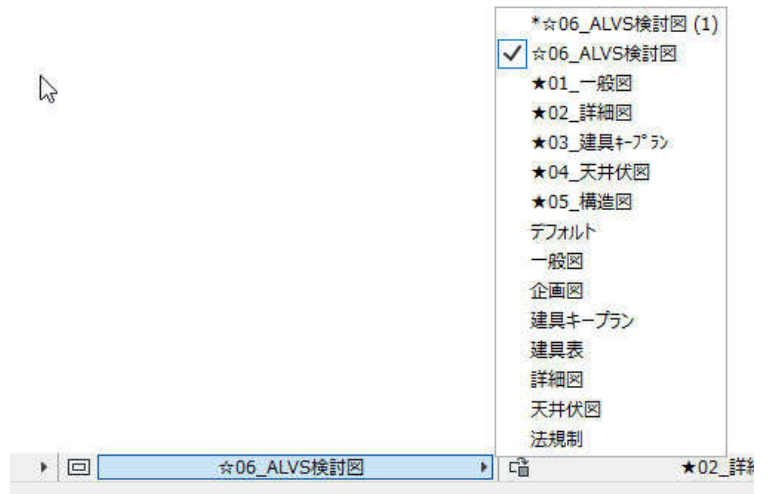 *☆06_ALVS検討図 (1)
☆06_ALVS検討図
★01_一般図
★02_詳細図
★03_建具ｷｰﾌﾟﾗﾝ
★04_天井伏図
★05_構造図
デフォルト
一般図
企画図
建具キープラン
建具表
詳細図
天井伏図
法規制
☆06_ALVS検討図
★02_詳細